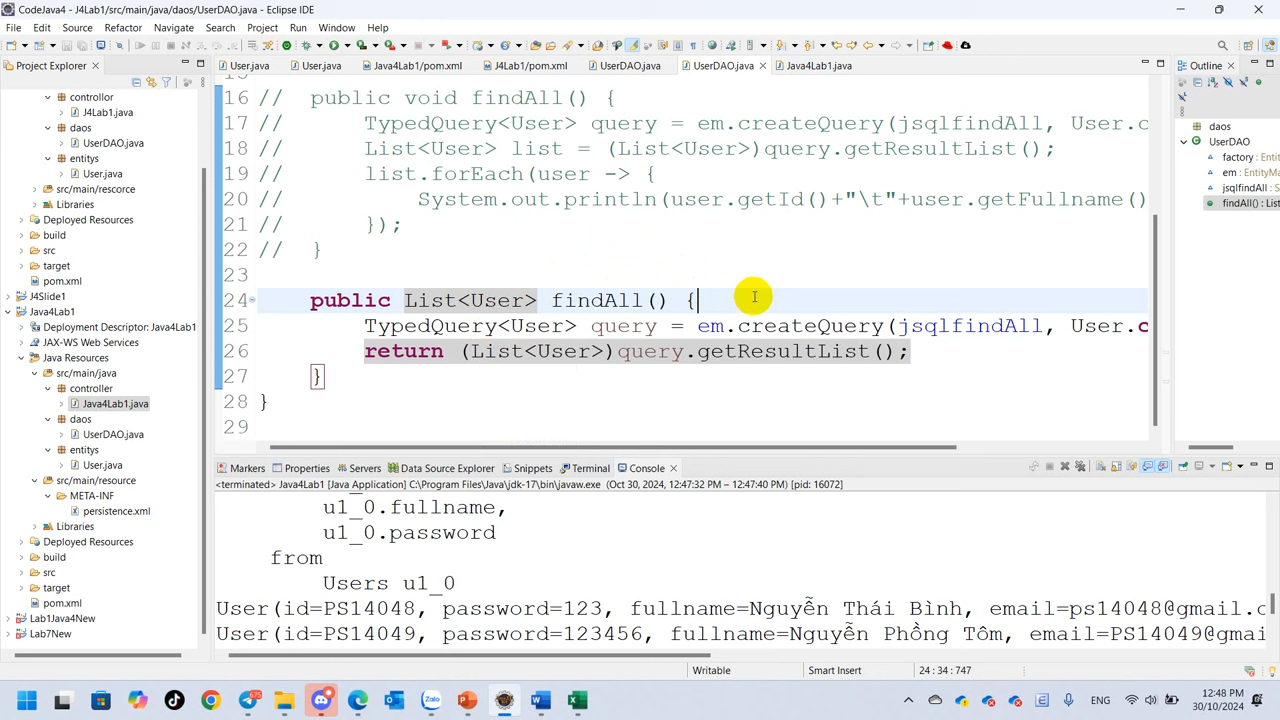 CodeJava4 - J4Lab1/src/main/java/daos/UserDAO.java - Eclipse IDE
File Edit Source Refactor Navigate Search Project Run Window Help
Project Explorer
controllor
J4Lab1.java
daos
UserDAO.java
entitys
User.java
src/main/rescorce
Libraries
Deployed Resources
build
src
target
pom.xml
J4Slide1
Java4Lab1
Deployment Descriptor: Java4Lab1
JAX-WS Web Services
Java Resources
src/main/java
controller
Java4Lab1.java
daos
UserDAO.java
entitys
User.java
src/main/resource
META-INF
persistence.xml
Libraries
Deployed Resources
build
src
target
pom.xml
Lab1Java4New
Lab7New
User.java User.java Java4Lab1/pom.xml J4Lab1/pom.xml UserDAO.java UserDAO.java Java4Lab1.java
16 // public void findAll() {
17 // TypedQuery<User> query = em.createQuery(jsqlfindAll, User.c
18 // List<User> list = (List<User>)query.getResultList();
19 // list.forEach(user -> {
20 // System.out.println(user.getId()+"\t"+user.getFullname()
21 // });
22 // }
23
24 public List<User> findAll() {
25 TypedQuery<User> query = em.createQuery(jsqlfindAll, User.c
26 return (List<User>)query.getResultList();
27 }
28 }
29
Outline
daos
UserDAO
factory : Entity
em : EntityMa
jsqlfindAll : S
findAll() : List
Markers Properties Servers Data Source Explorer Snippets Terminal Console
<terminated> Java4Lab1 [Java Application] C:\Program Files\Java\jdk-17\bin\javaw.exe (Oct 30, 2024, 12:47:32 PM – 12:47:40 PM) [pid: 16072]
u1_0.fullname,
u1_0.password
from
Users u1_0
User(id=PS14048, password=123, fullname=Nguyễn Thái Bình, email=ps14048@gmail.c
User(id=PS14049, password=123456, fullname=Nguyễn Phồng Tôm, email=PS14049@gmai
Writable Smart Insert 24 : 34 : 747
ENG
12:48 PM
30/10/2024